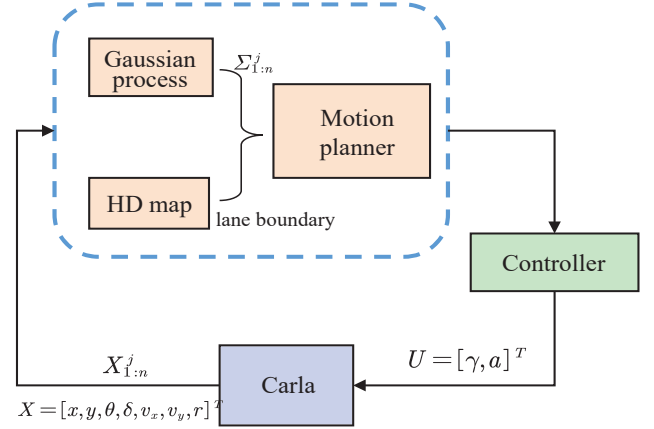 Gaussian
process
Σ^j_{1:n}
Motion
planner
HD map
lane boundary
Controller
X^j_{1:n}
U=[γ,a]^T
Carla
X=[x,y,θ,δ,v_x,v_y,r]^T